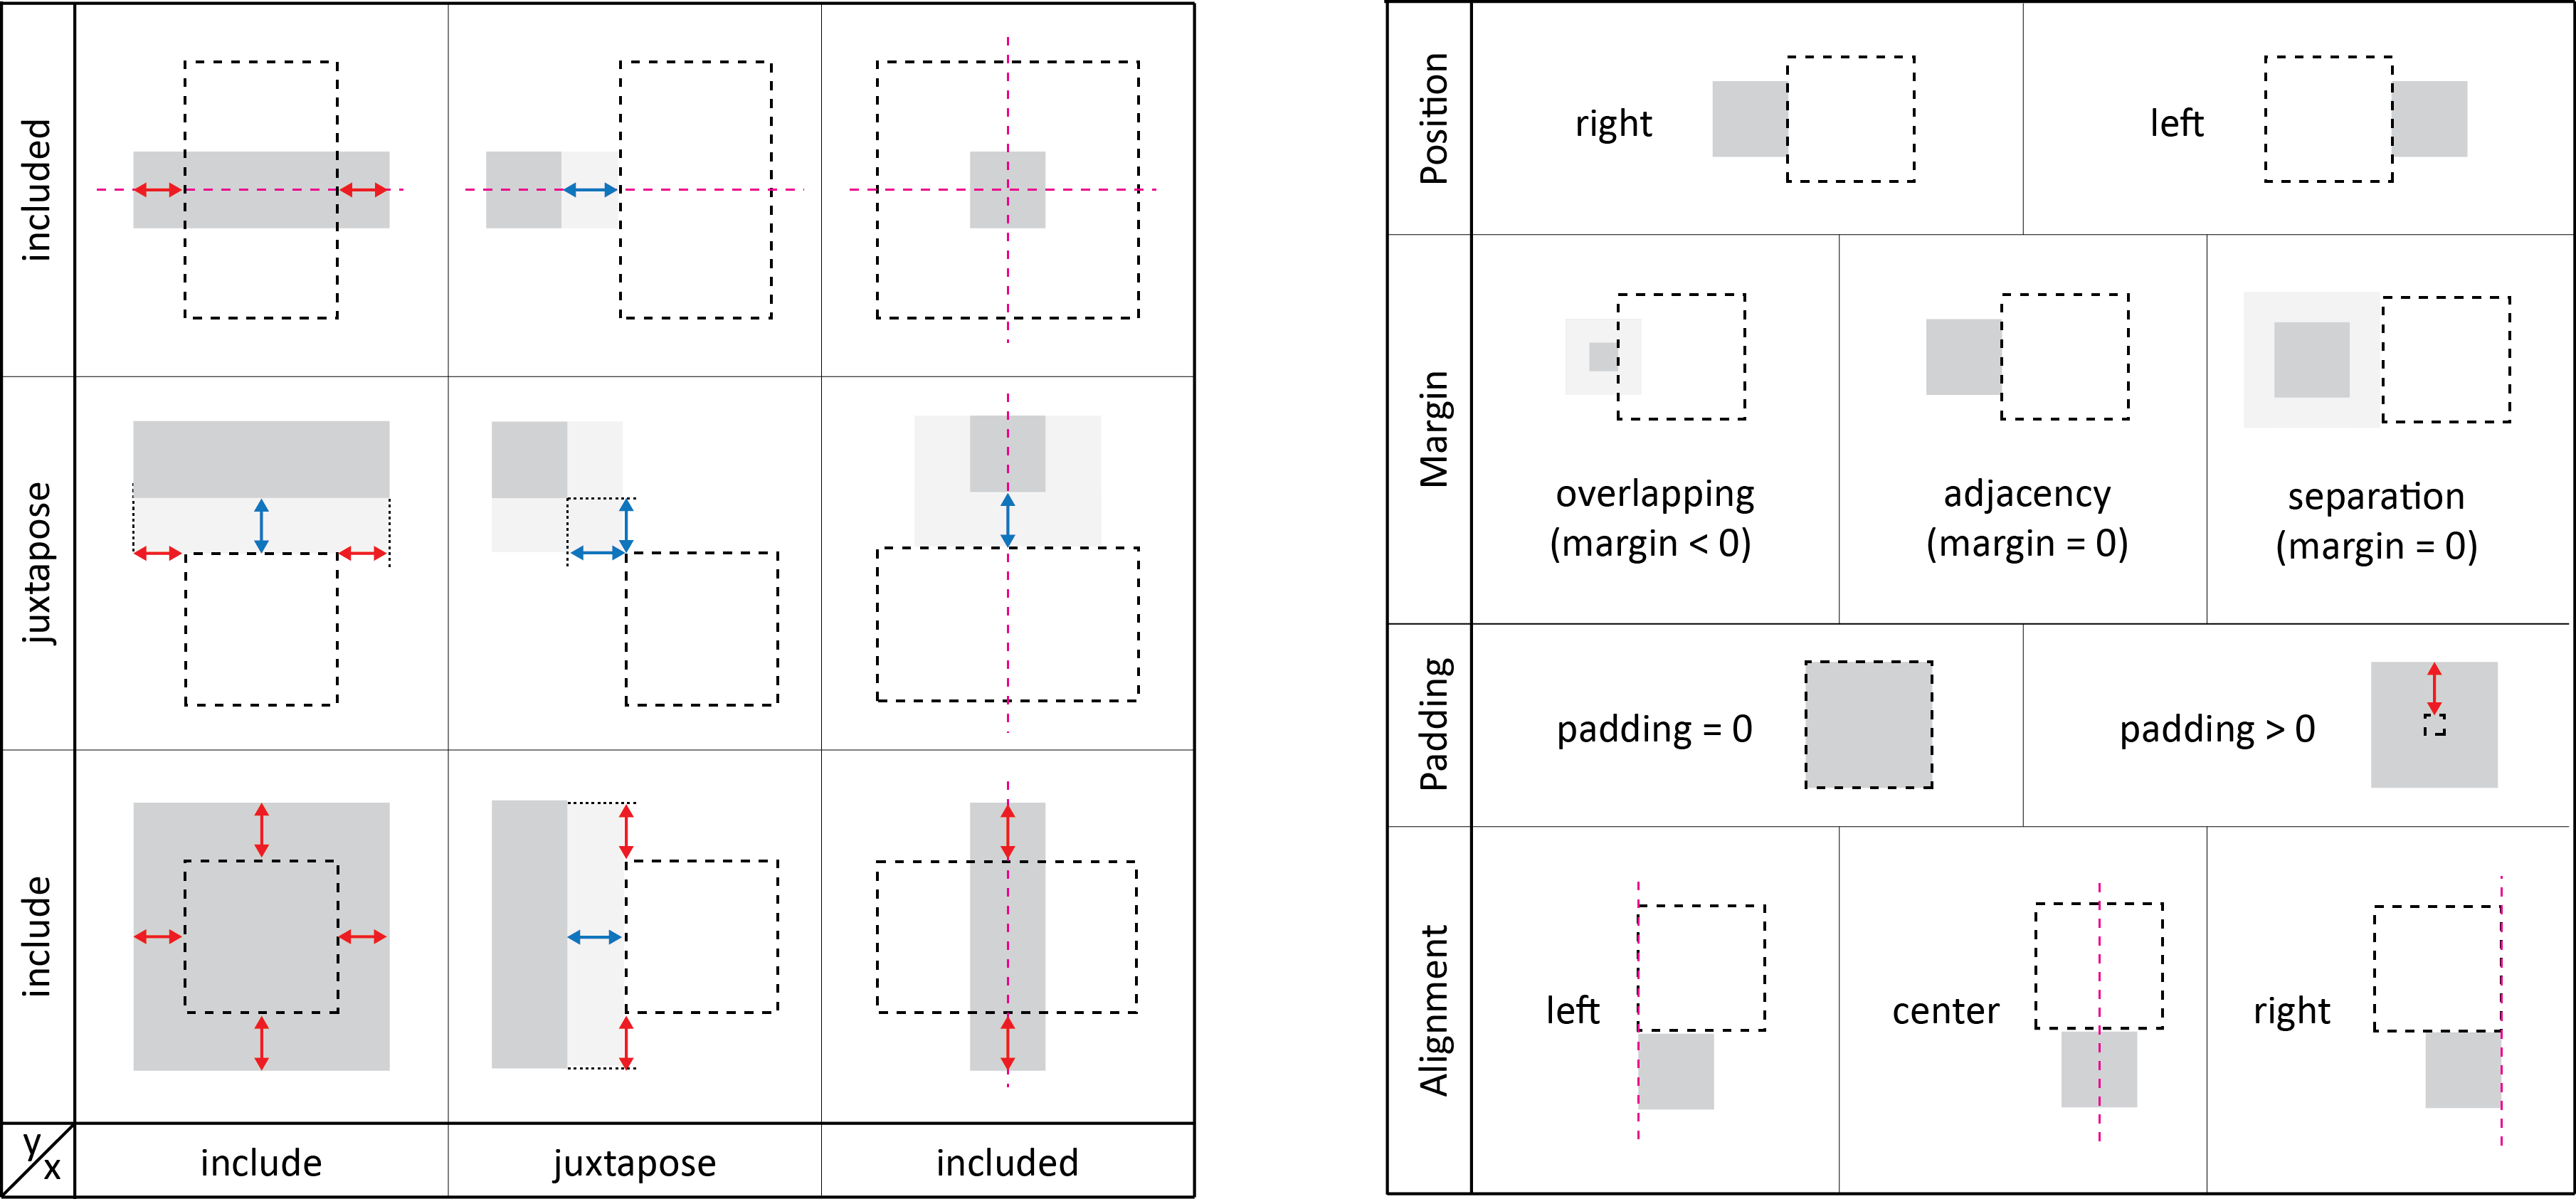 included
juxtapose
include
y/x
include
juxtapose
included
Position
right
left
Margin
overlapping
(margin < 0)
adjacency
(margin = 0)
separation
(margin = 0)
Padding
padding = 0
padding > 0
Alignment
left
center
right